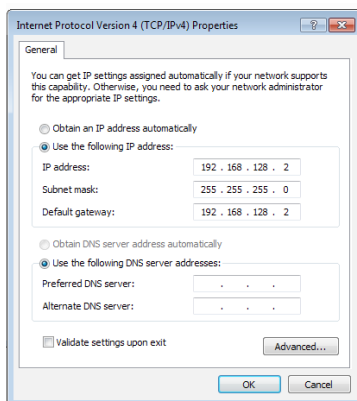 Internet Protocol Version 4 (TCP/IPv4) Properties
General
You can get IP settings assigned automatically if your network supports
this capability. Otherwise, you need to ask your network administrator
for the appropriate IP settings.
Obtain an IP address automatically
Use the following IP address:
IP address: 192 . 168 . 128 . 2
Subnet mask: 255 . 255 . 255 . 0
Default gateway: 192 . 168 . 128 . 2
Obtain DNS server address automatically
Use the following DNS server addresses:
Preferred DNS server: . . .
Alternate DNS server: . . .
Validate settings upon exit
Advanced...
OK Cancel